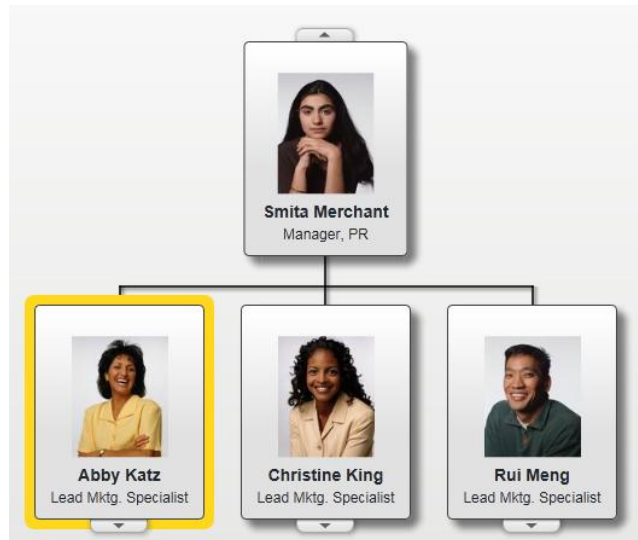 Smita Merchant
Manager, PR
Abby Katz
Lead Mktg. Specialist
Christine King
Lead Mktg. Specialist
Rui Meng
Lead Mktg. Specialist